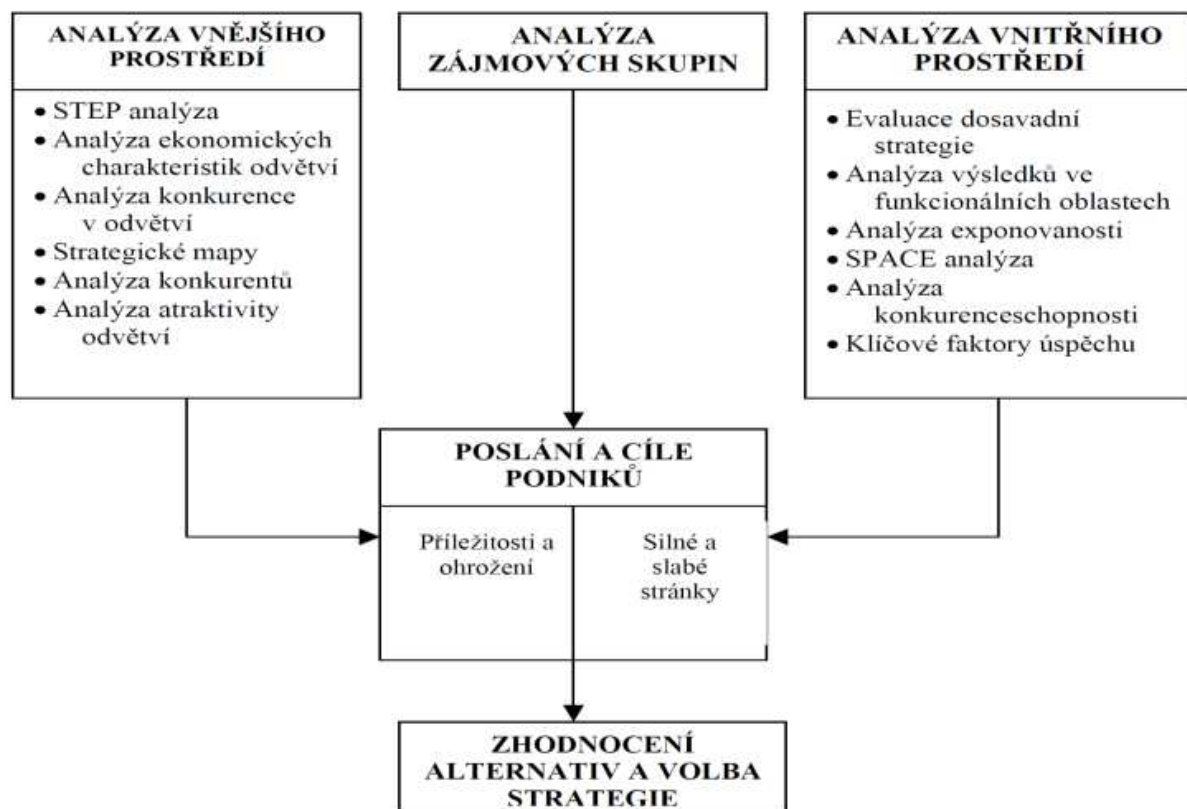 ANALÝZA VNĚJŠÍHO
PROSTŘEDÍ
• STEP analýza
• Analýza ekonomických
charakteristik odvětví
• Analýza konkurence
v odvětví
• Strategické mapy
• Analýza konkurentů
• Analýza atraktivity
odvětví
ANALÝZA
ZÁJMOVÝCH SKUPIN
ANALÝZA VNITŘNÍHO
PROSTŘEDÍ
• Evaluace dosavadní
strategie
• Analýza výsledků ve
funkcionálních oblastech
• Analýza exponovanosti
• SPACE analýza
• Analýza
konkurenceschopnosti
• Klíčové faktory úspěchu
POSLÁNÍ A CÍLE
PODNIKŮ
Příležitosti a
ohrožení
Silné a
slabé
stránky
ZHODNOCENÍ
ALTERNATIV A VOLBA
STRATEGIE